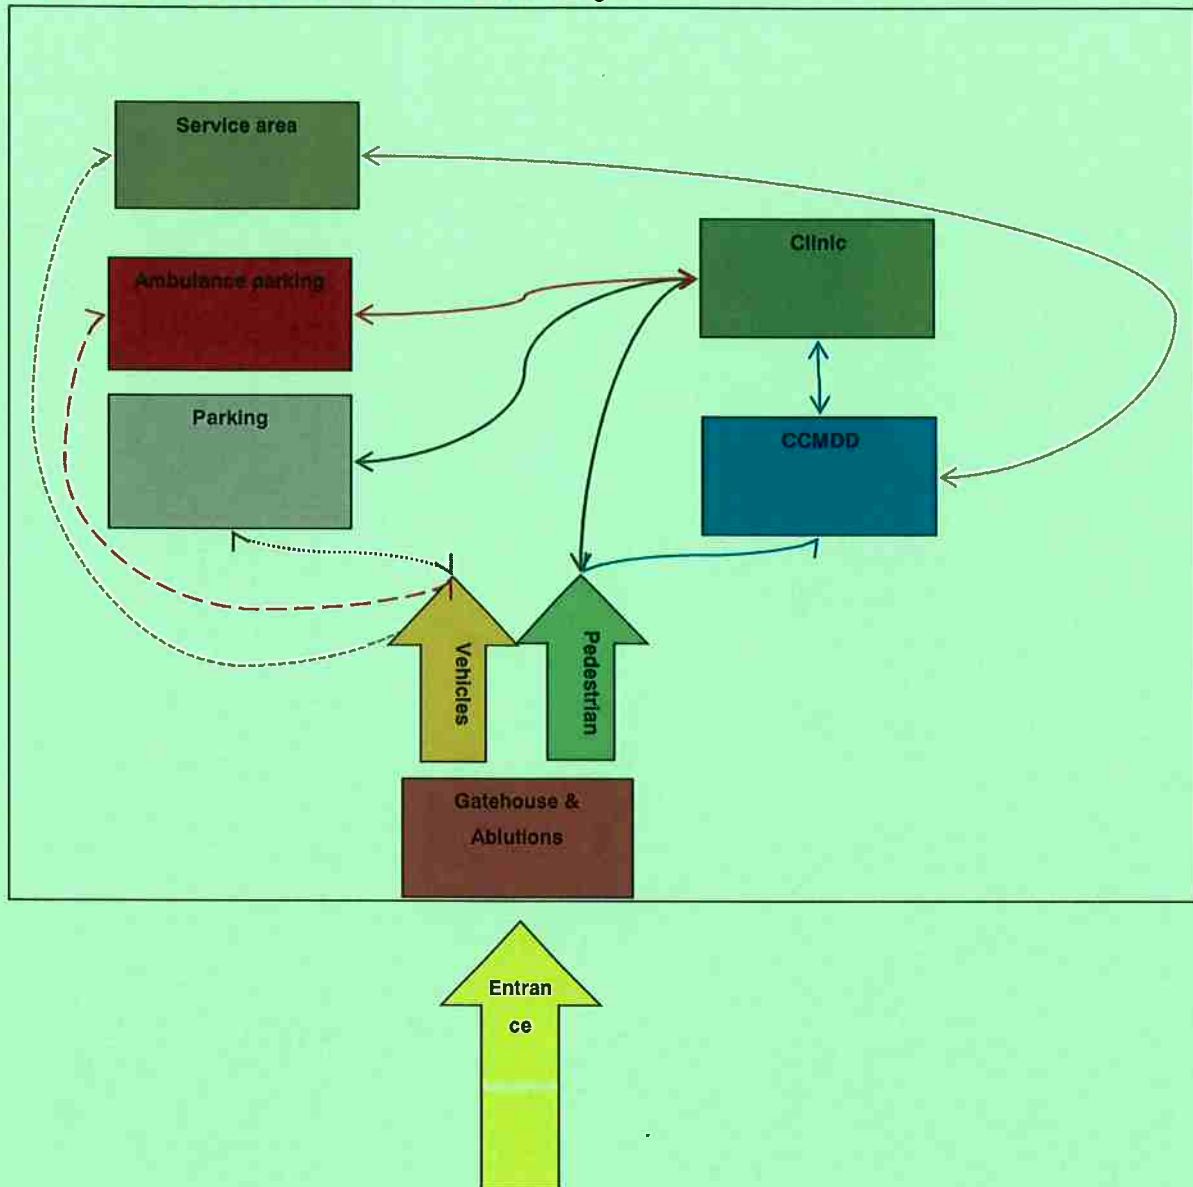 Service area
Clinic
Ambulance parking
Parking
CCMDD
Vehicles
Pedestrian
Gatehouse &
Ablutions
Entran
ce